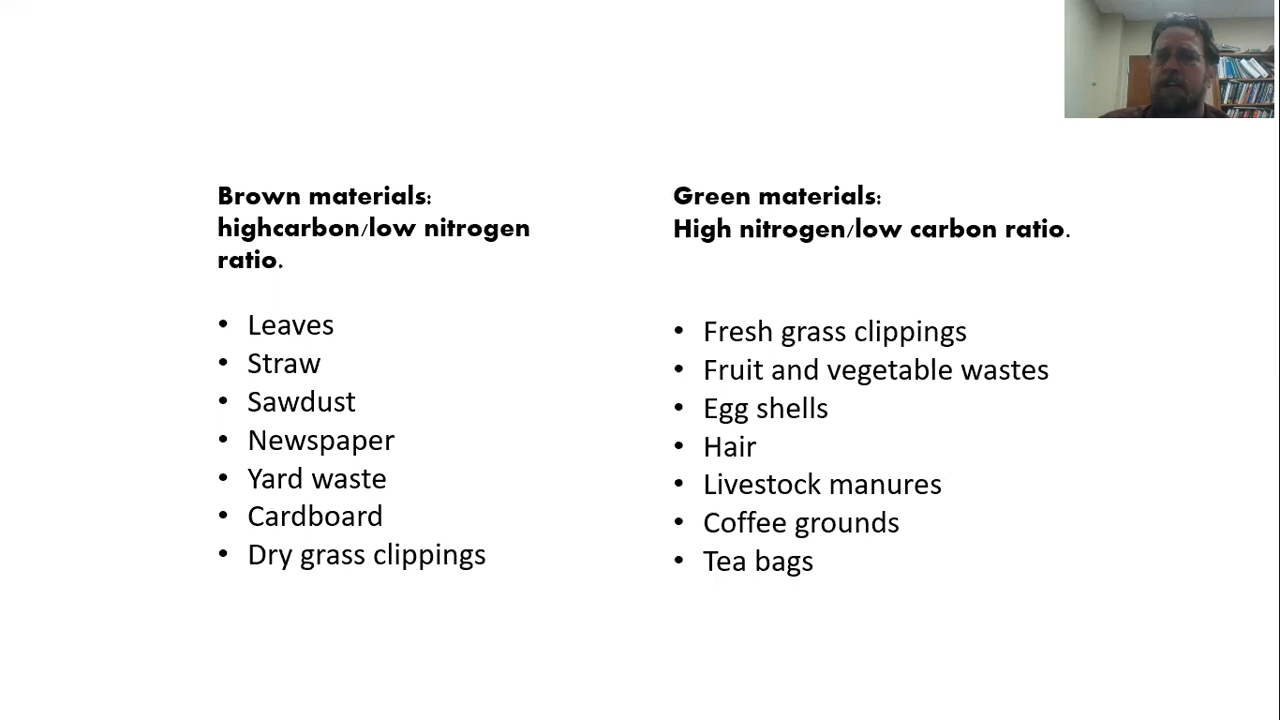 Brown materials:
highcarbon/low nitrogen
ratio.
• Leaves
• Straw
• Sawdust
• Newspaper
• Yard waste
• Cardboard
• Dry grass clippings
Green materials:
High nitrogen/low carbon ratio.
• Fresh grass clippings
• Fruit and vegetable wastes
• Egg shells
• Hair
• Livestock manures
• Coffee grounds
• Tea bags